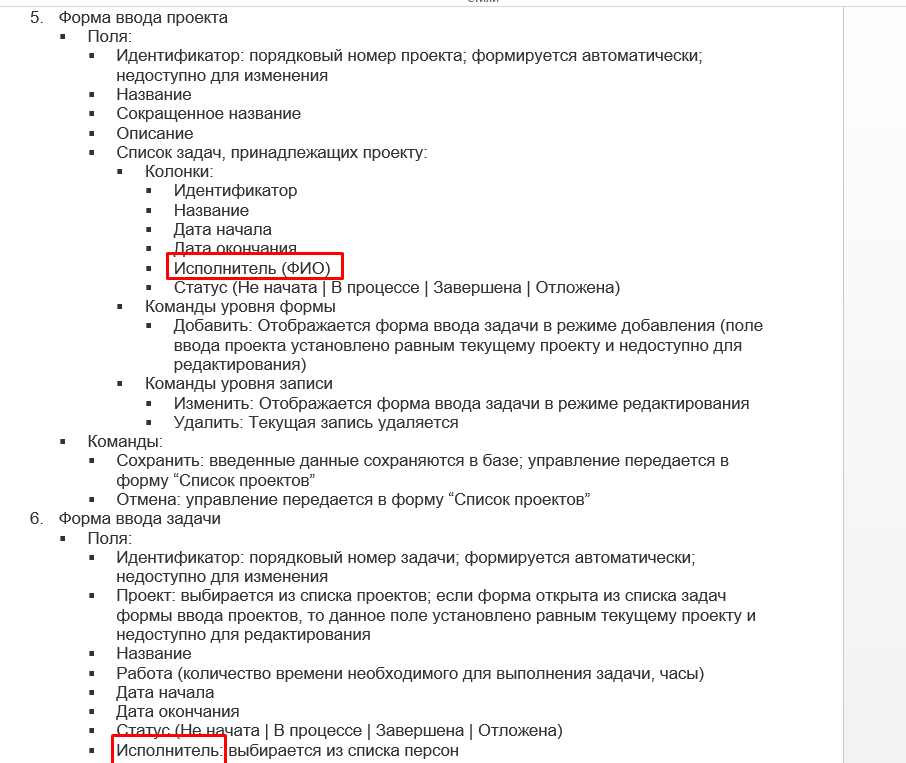 5. Форма ввода проекта
▪ Поля:
▪ Идентификатор: порядковый номер проекта; формируется автоматически;
недоступно для изменения
▪ Название
▪ Сокращенное название
▪ Описание
▪ Список задач, принадлежащих проекту:
▪ Колонки:
▪ Идентификатор
▪ Название
▪ Дата начала
▪ Дата окончания
▪ Исполнитель (ФИО)
▪ Статус (Не начата | В процессе | Завершена | Отложена)
▪ Команды уровня формы
▪ Добавить: Отображается форма ввода задачи в режиме добавления (поле
ввода проекта установлено равным текущему проекту и недоступно для
редактирования)
▪ Команды уровня записи
▪ Изменить: Отображается форма ввода задачи в режиме редактирования
▪ Удалить: Текущая запись удаляется
▪ Команды:
▪ Сохранить: введенные данные сохраняются в базе; управление передается в
форму “Список проектов”
▪ Отмена: управление передается в форму “Список проектов”
6. Форма ввода задачи
▪ Поля:
▪ Идентификатор: порядковый номер задачи; формируется автоматически;
недоступно для изменения
▪ Проект: выбирается из списка проектов; если форма открыта из списка задач
формы ввода проектов, то данное поле установлено равным текущему проекту и
недоступно для редактирования
▪ Название
▪ Работа (количество времени необходимого для выполнения задачи, часы)
▪ Дата начала
▪ Дата окончания
▪ Статус (Не начата | В процессе | Завершена | Отложена)
▪ Исполнитель: выбирается из списка персон